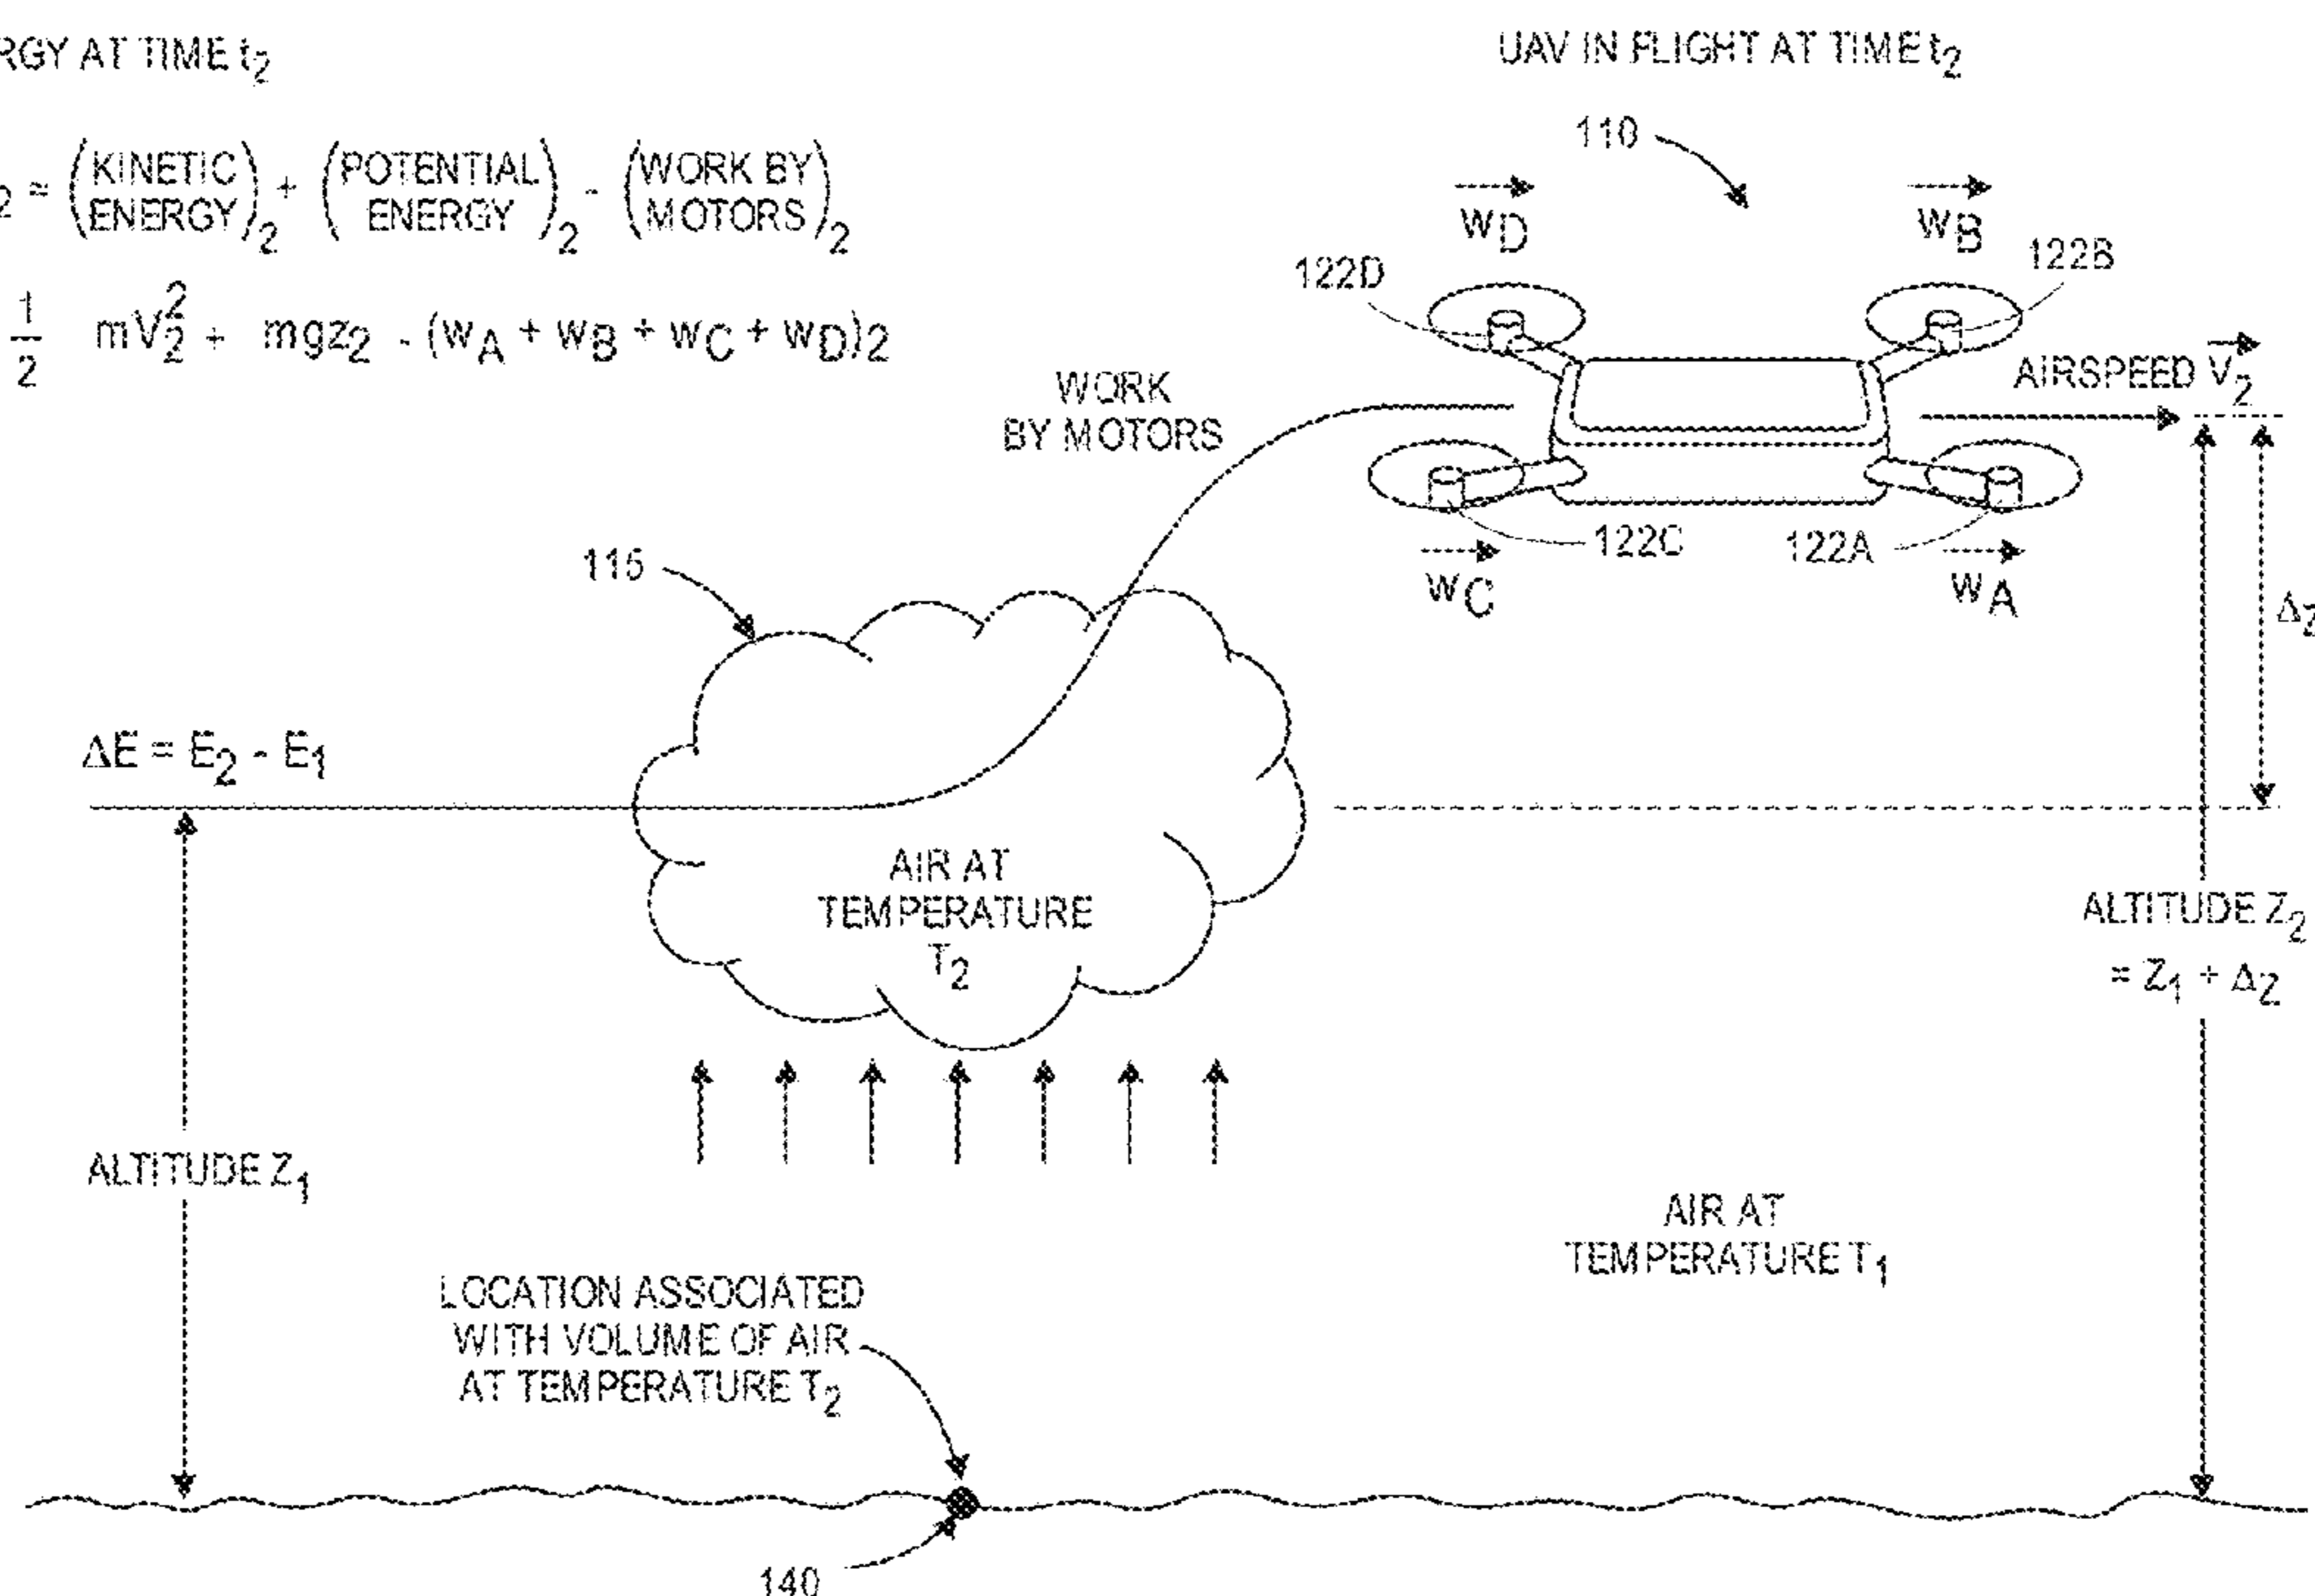 RGY AT TIME t2
UAV IN FLIGHT AT TIME t2
110
2 = (KINETIC ENERGY)2 + (POTENTIAL ENERGY)2 - (WORK BY MOTORS)2
WD
WB
122D
122B
1/2 mV2^2 + mgz2 - (wA + wB + wC + wD)2
AIRSPEED V2
WORK
BY MOTORS
122C
122A
WC
WA
ΔZ
115
ΔE = E2 - E1
AIR AT
TEMPERATURE
T2
ALTITUDE Z2
= Z1 + ΔZ
ALTITUDE Z1
AIR AT
TEMPERATURE T1
LOCATION ASSOCIATED
WITH VOLUME OF AIR
AT TEMPERATURE T2
140